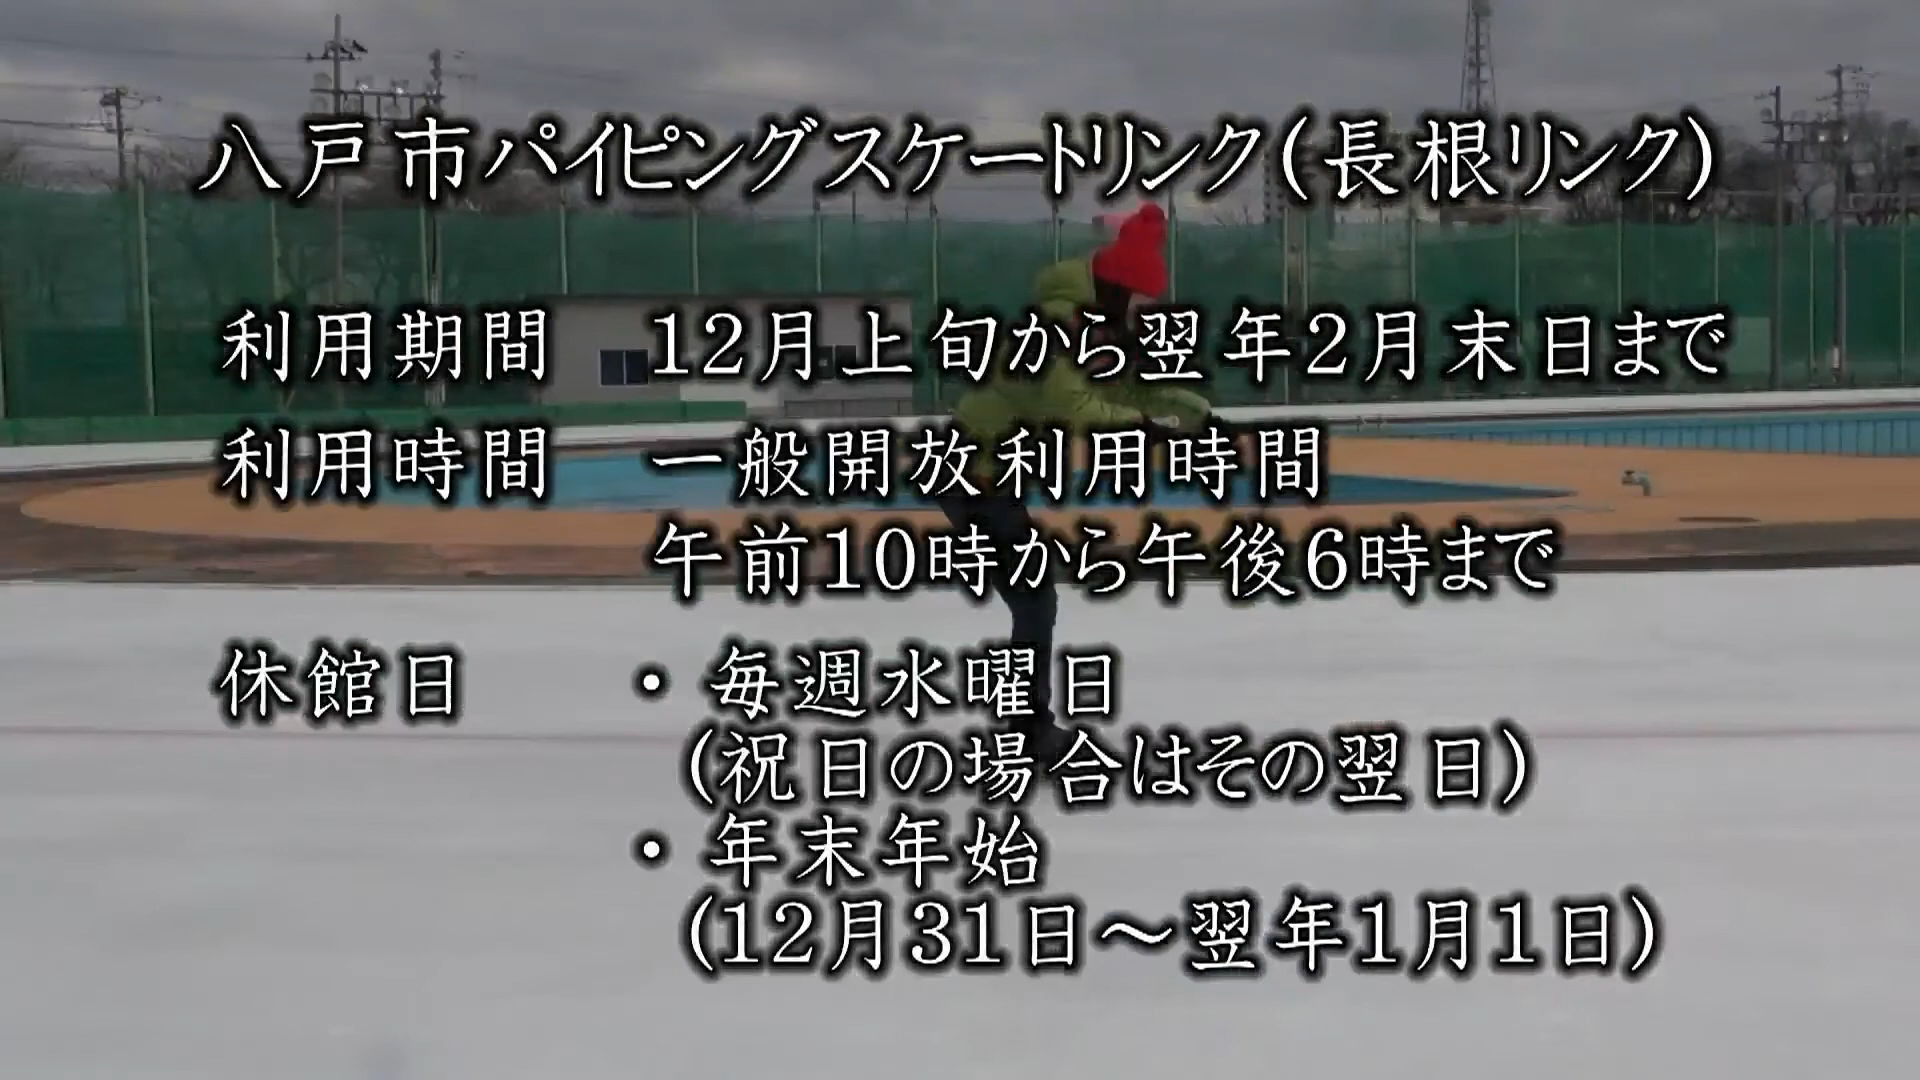 八戸市パイピングスケートリンク(長根リンク)
利用期間 12月上旬から翌年2月末日まで
利用時間 一般開放利用時間
午前10時から午後6時まで
休館日 ・毎週水曜日
(祝日の場合はその翌日)
・年末年始
(12月31日～翌年1月1日)